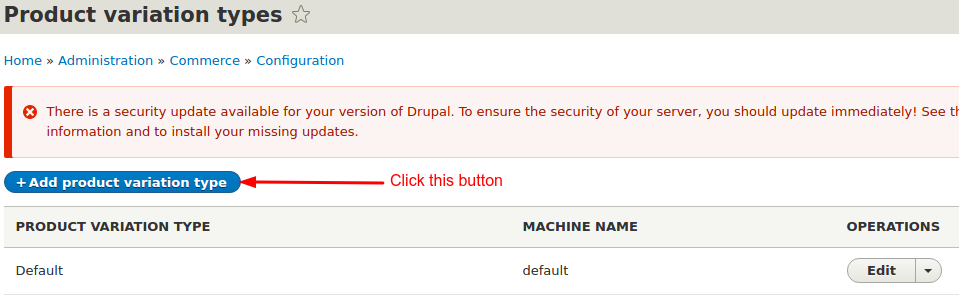 Product variation types
Home » Administration » Commerce » Configuration
There is a security update available for your version of Drupal. To ensure the security of your server, you should update immediately! See
information and to install your missing updates.
+ Add product variation type
Click this button
PRODUCT VARIATION TYPE MACHINE NAME OPERATIONS
Default default Edit